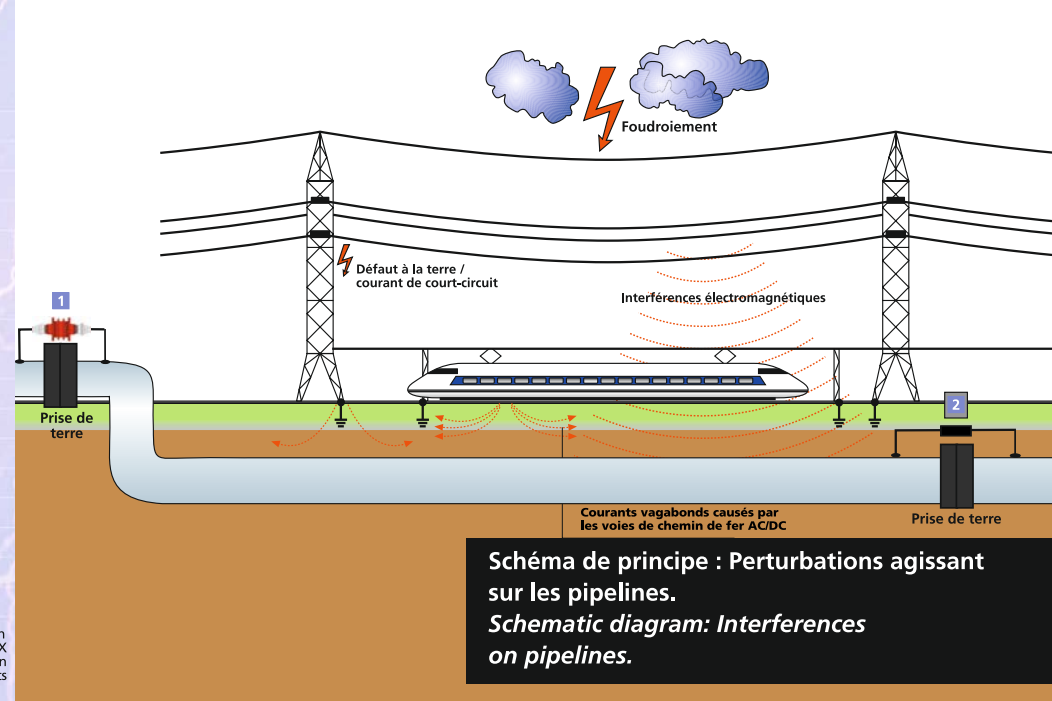 Foudroiement
Défaut à la terre /
courant de court-circuit
Interférences électromagnétiques
1
Prise de
terre
2
Prise de terre
Courants vagabonds causés par
les voies de chemin de fer AC/DC
Schéma de principe : Perturbations agissant
sur les pipelines.
Schematic diagram: Interferences
on pipelines.
n
X
n
ts